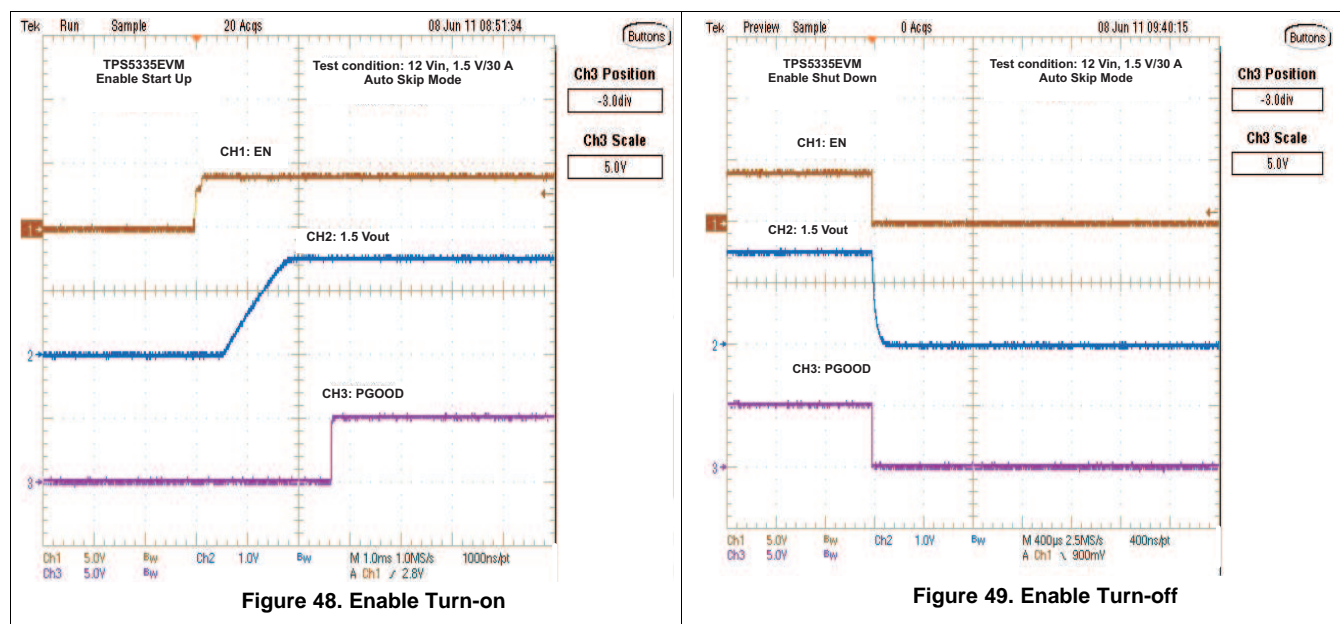 Tek Run Sample 20 Acqs 08 Jun 11 08:51:34
Buttons
TPS5335EVM
Enable Start Up
Test condition: 12 Vin, 1.5 V/30 A
Auto Skip Mode
Ch3 Position
-3.0div
Ch3 Scale
5.0V
CH1: EN
1
CH2: 1.5 Vout
2
CH3: PGOOD
3
Ch1 5.0V Bw Ch2 1.0V Bw M 1.0ms 1.0MS/s 1000ns/pt
Ch3 5.0V Bw A Ch1 / 2.8V
Figure 48. Enable Turn-on
Tek Preview Sample 0 Acqs 08 Jun 11 09:40:15
Buttons
TPS5335EVM
Enable Shut Down
Test condition: 12 Vin, 1.5 V/30 A
Auto Skip Mode
Ch3 Position
-3.0div
Ch3 Scale
5.0V
CH1: EN
1
CH2: 1.5 Vout
2
CH3: PGOOD
3
Ch1 5.0V Bw Ch2 1.0V Bw M 400µs 2.5MS/s 400ns/pt
Ch3 5.0V Bw A Ch1 \ 900mV
Figure 49. Enable Turn-off